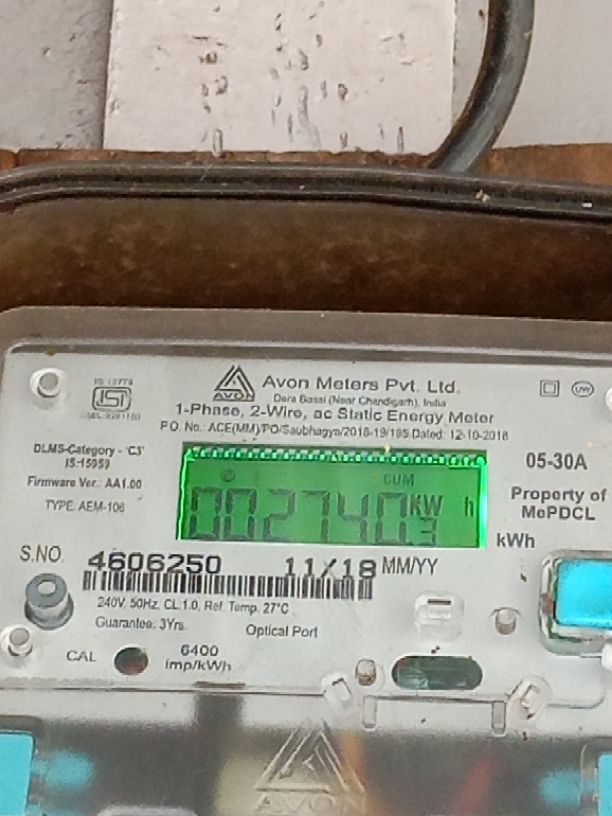 IS 13779
ISI
AVON
Avon Meters Pvt. Ltd.
Dera Bassi (Near Chandigarh), India
1-Phase, 2-Wire, ac Static Energy Meter
P.O. No.: ACE(MM)/PO/Saubhagya/2018-19/195 Dated: 12-10-2018
DLMS-Category - 'C3'
IS-15959
Firmware Ver.: AA1.00
TYPE: AEM-106
CUM
002740.3 KW h
05-30A
Property of
MePDCL
kWh
S.NO. 4606250 11/18 MM/YY
240V, 50Hz, CL.1.0, Ref. Temp. 27°C
Guarantee: 3Yrs.
Optical Port
CAL
6400
imp/kWh
AVON